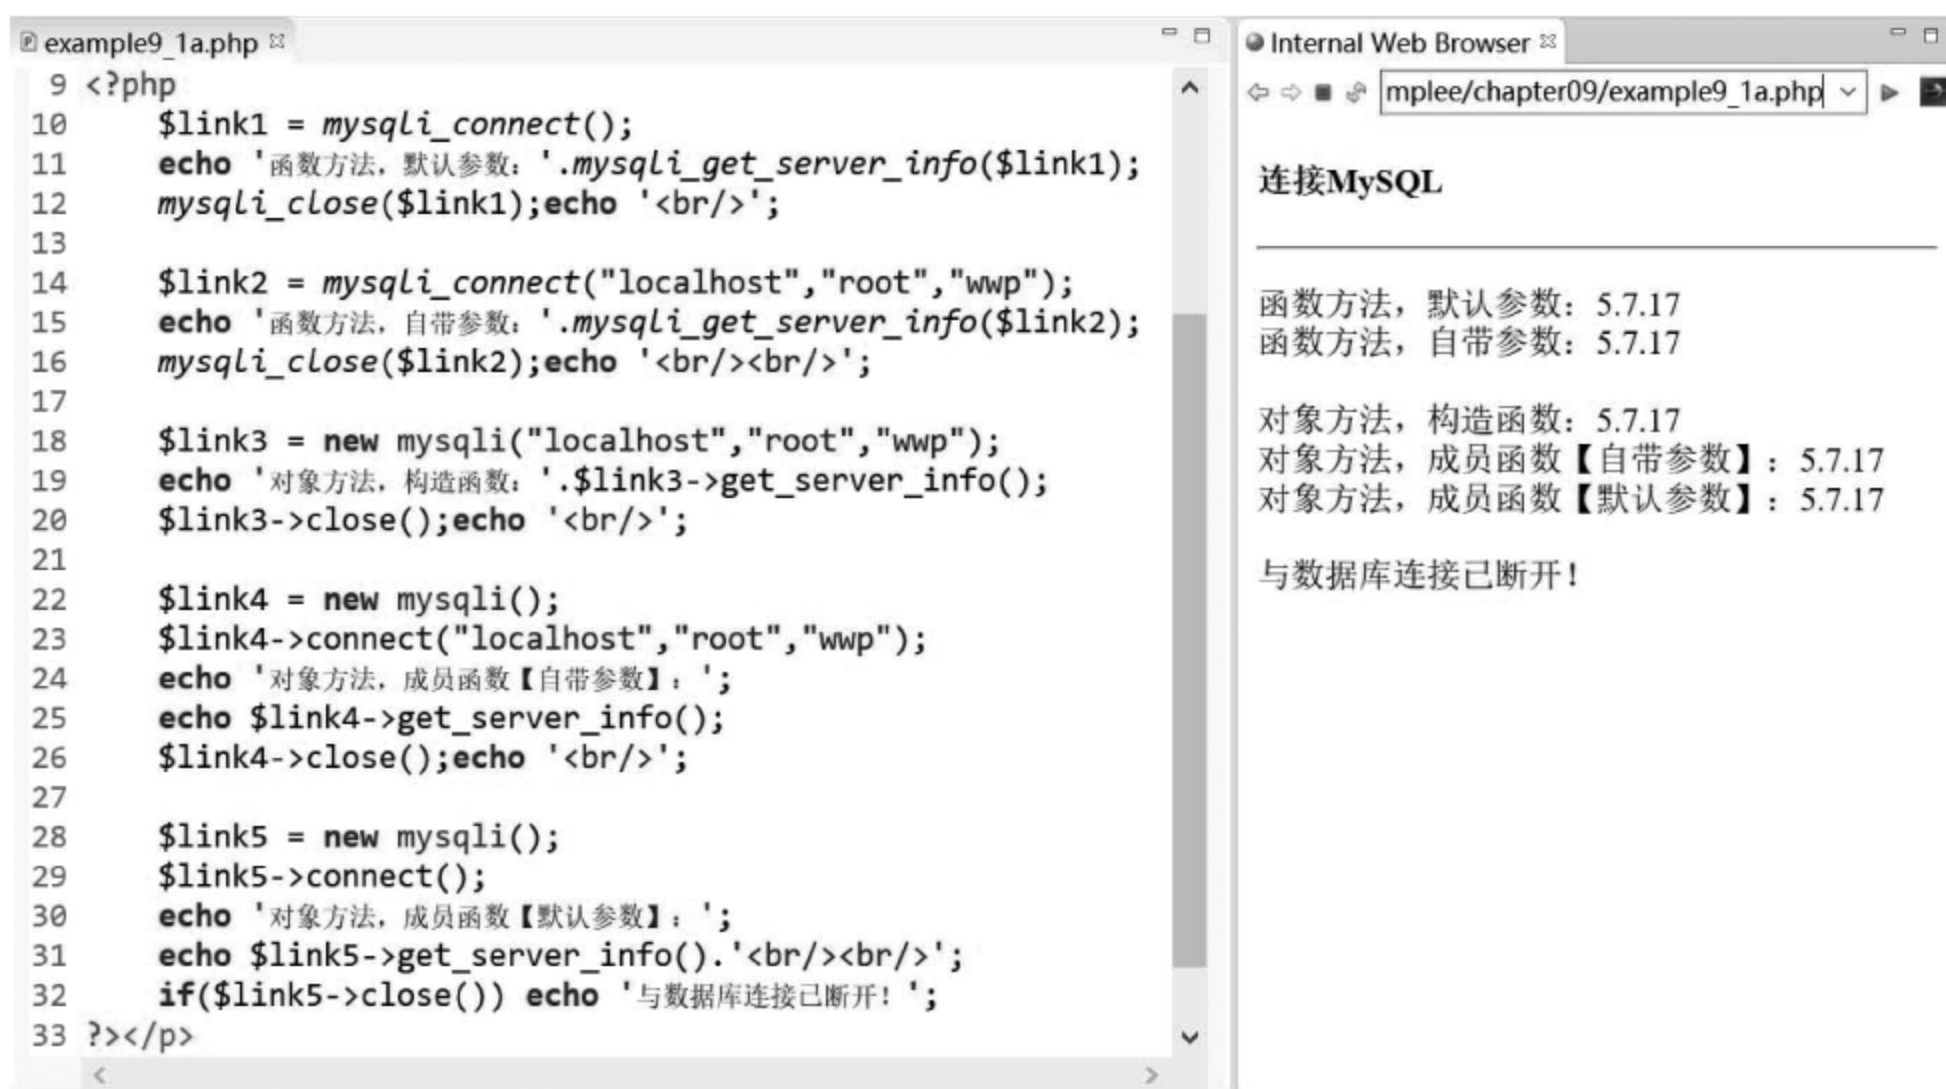 example9_1a.php
9 <?php
10 $link1 = mysqli_connect();
11 echo '函数方法，默认参数：'.mysqli_get_server_info($link1);
12 mysqli_close($link1);echo '<br/>';
13
14 $link2 = mysqli_connect("localhost","root","wwp");
15 echo '函数方法，自带参数：'.mysqli_get_server_info($link2);
16 mysqli_close($link2);echo '<br/><br/>';
17
18 $link3 = new mysqli("localhost","root","wwp");
19 echo '对象方法，构造函数：'.$link3->get_server_info();
20 $link3->close();echo '<br/>';
21
22 $link4 = new mysqli();
23 $link4->connect("localhost","root","wwp");
24 echo '对象方法，成员函数【自带参数】：';
25 echo $link4->get_server_info();
26 $link4->close();echo '<br/>';
27
28 $link5 = new mysqli();
29 $link5->connect();
30 echo '对象方法，成员函数【默认参数】：';
31 echo $link5->get_server_info().'<br/><br/>';
32 if($link5->close()) echo '与数据库连接已断开！';
33 ?></p>
Internal Web Browser
mplee/chapter09/example9_1a.php
连接MySQL
函数方法，默认参数：5.7.17
函数方法，自带参数：5.7.17
对象方法，构造函数：5.7.17
对象方法，成员函数【自带参数】：5.7.17
对象方法，成员函数【默认参数】：5.7.17
与数据库连接已断开！